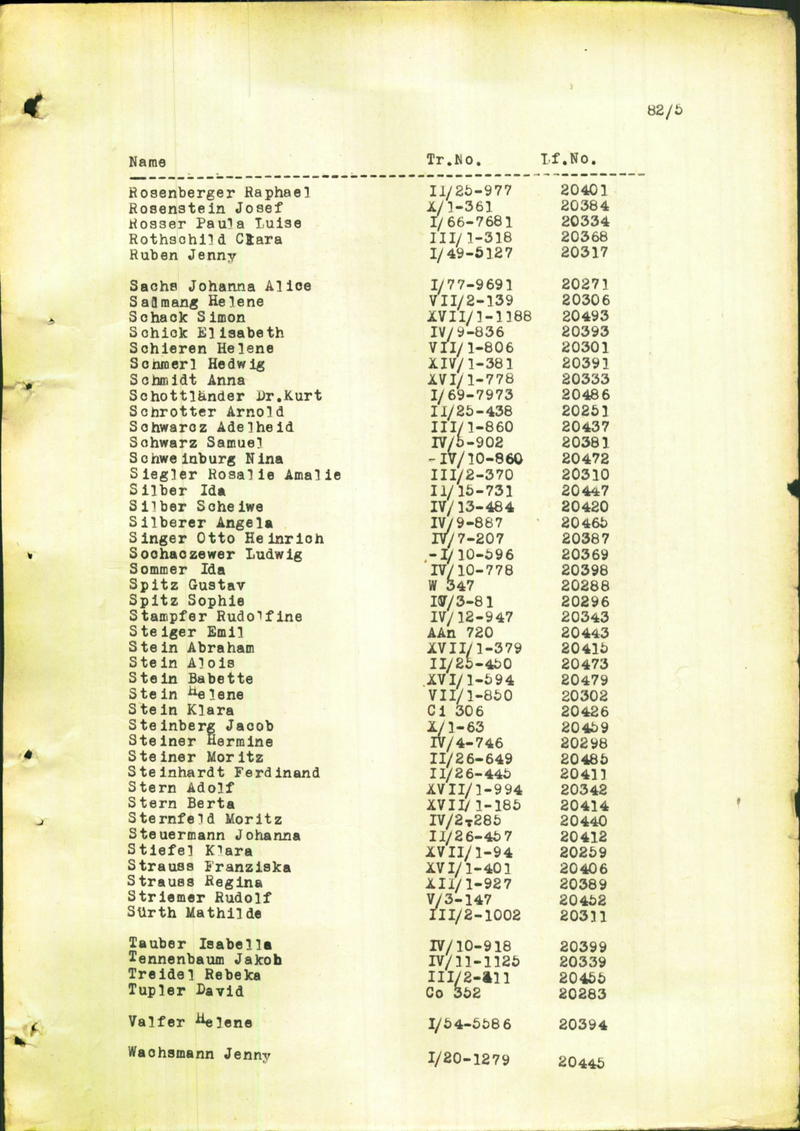 82/5
Name Tr.No. Lf.No.
Rosenberger Raphael II/25-977 20401
Rosenstein Josef X/1-361 20384
Rosser Paula Luise I/66-7681 20334
Rothschild Clara III/1-318 20368
Ruben Jenny I/49-5127 20317
Sachs Johanna Alice I/77-9691 20271
Salmang Helene VII/2-139 20306
Schack Simon XVII/1-1188 20493
Schick Elisabeth IV/9-836 20393
Schieren Helene VII/1-806 20301
Schmerl Hedwig XIV/1-381 20391
Schmidt Anna XVI/1-778 20333
Schottländer Dr.Kurt I/69-7973 20486
Schrotter Arnold II/25-438 20251
Schwarcz Adelheid III/1-860 20437
Schwarz Samuel IV/5-902 20381
Schweinburg Nina -IV/10-860 20472
Siegler Rosalie Amalie III/2-370 20310
Silber Ida II/15-731 20447
Silber Scheiwe IV/13-484 20420
Silberer Angela IV/9-887 20465
Singer Otto Heinrich IV/7-207 20387
Sochaczewer Ludwig -I/10-596 20369
Sommer Ida IV/10-778 20398
Spitz Gustav W 347 20288
Spitz Sophie IV/3-81 20296
Stampfer Rudolfine IV/12-947 20343
Steiger Emil AAn 720 20443
Stein Abraham XVII/1-379 20415
Stein Alois II/25-450 20473
Stein Babette XVI/1-594 20479
Stein Helene VII/1-850 20302
Stein Klara Ci 306 20426
Steinberg Jacob X/1-63 20459
Steiner Hermine IV/4-746 20298
Steiner Moritz II/26-649 20485
Steinhardt Ferdinand II/26-445 20411
Stern Adolf XVII/1-994 20342
Stern Berta XVII/1-185 20414
Sternfeld Moritz IV/2-285 20440
Steuermann Johanna II/26-457 20412
Stiefel Klara XVII/1-94 20259
Strauss Franziska XVI/1-401 20406
Strauss Regina XII/1-927 20389
Striemer Rudolf V/3-147 20452
Sürth Mathilde III/2-1002 20311
Tauber Isabella IV/10-918 20399
Tennenbaum Jakob IV/11-1125 20339
Treidel Rebeka III/2-411 20455
Tupler David Co 352 20283
Valfer Helene I/54-5586 20394
Wachsmann Jenny I/20-1279 20445